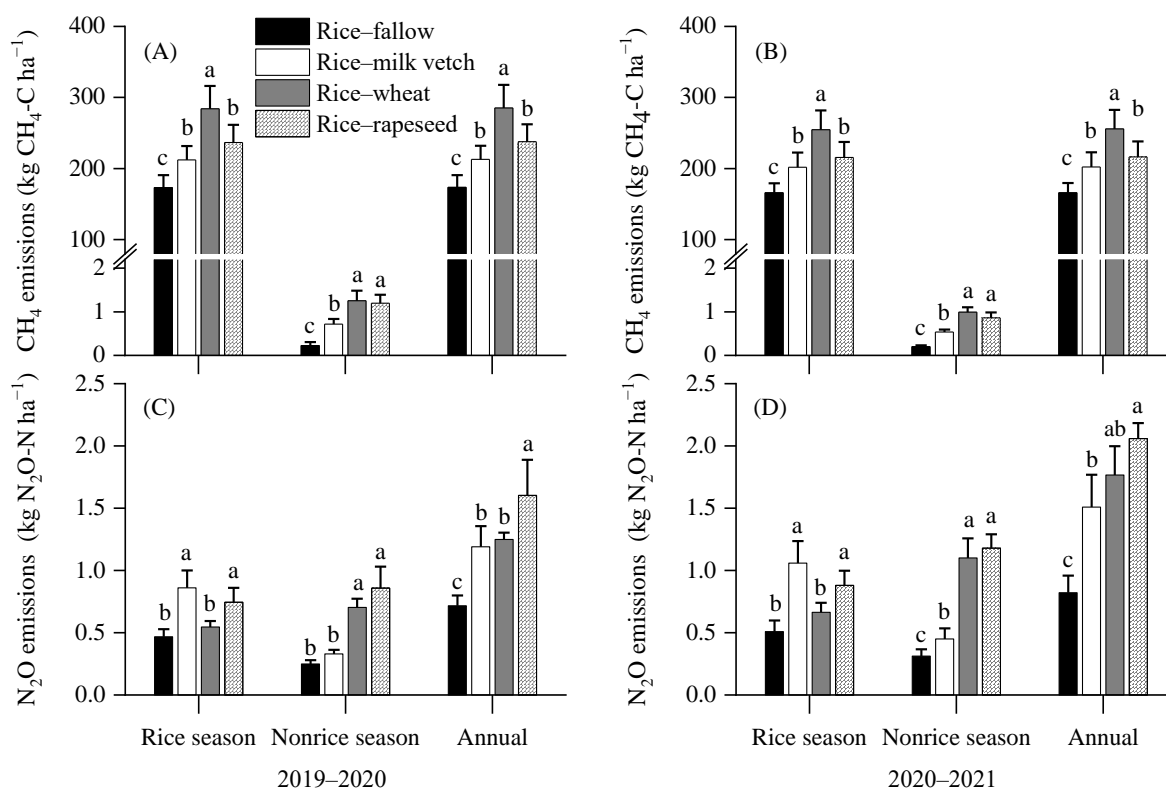 (A)
Rice–fallow
Rice–milk vetch
Rice–wheat
Rice–rapeseed
CH₄ emissions (kg CH₄-C ha⁻¹)
400
300
200
100
2
1
0
c b a b
c b a a
c b a b
(B)
CH₄ emissions (kg CH₄-C ha⁻¹)
400
300
200
100
2
1
0
c b a b
c b a a
c b a b
(C)
N₂O emissions (kg N₂O-N ha⁻¹)
2.5
2.0
1.5
1.0
0.5
0.0
b a b a
b b a a
c b b a
Rice season Nonrice season Annual
2019–2020
(D)
N₂O emissions (kg N₂O-N ha⁻¹)
2.5
2.0
1.5
1.0
0.5
0.0
b a b a
c b a a
c b ab a
Rice season Nonrice season Annual
2020–2021